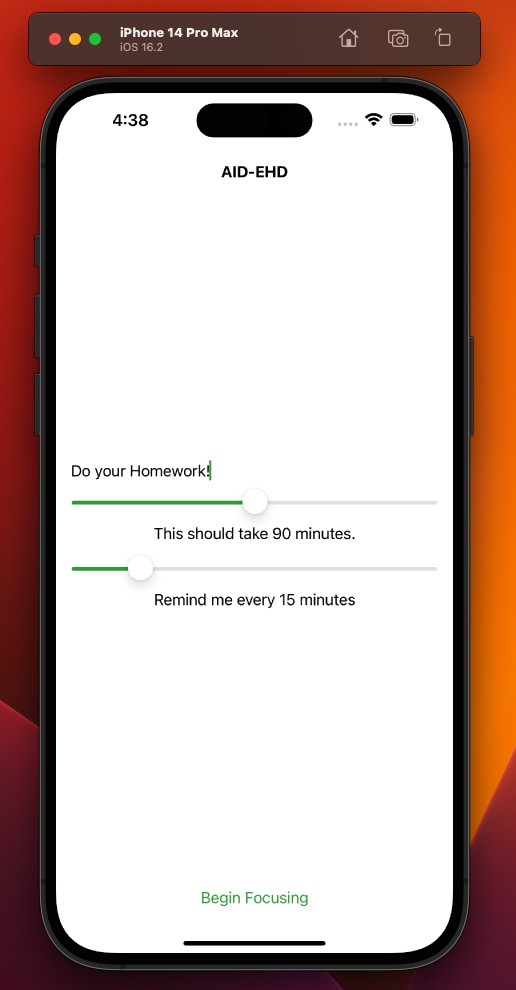 iPhone 14 Pro Max
iOS 16.2
4:38
AID-EHD
Do your Homework!
This should take 90 minutes.
Remind me every 15 minutes
Begin Focusing